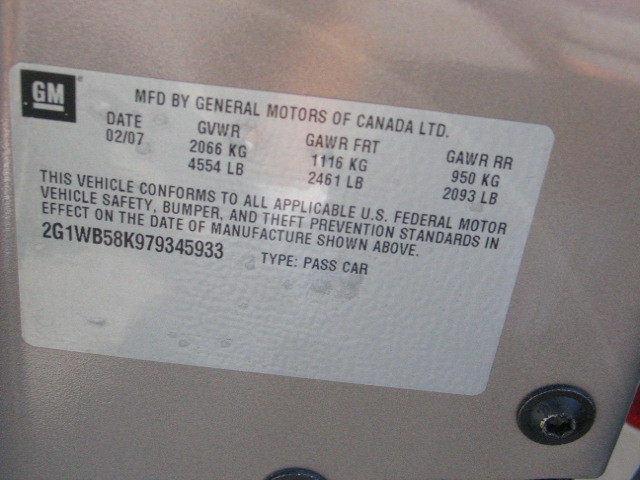 GM
MFD BY GENERAL MOTORS OF CANADA LTD.
DATE GVWR GAWR FRT GAWR RR
02/07 2066 KG 1116 KG 950 KG
4554 LB 2461 LB 2093 LB
THIS VEHICLE CONFORMS TO ALL APPLICABLE U.S. FEDERAL MOTOR
VEHICLE SAFETY, BUMPER, AND THEFT PREVENTION STANDARDS IN
EFFECT ON THE DATE OF MANUFACTURE SHOWN ABOVE.
2G1WB58K979345933 TYPE: PASS CAR